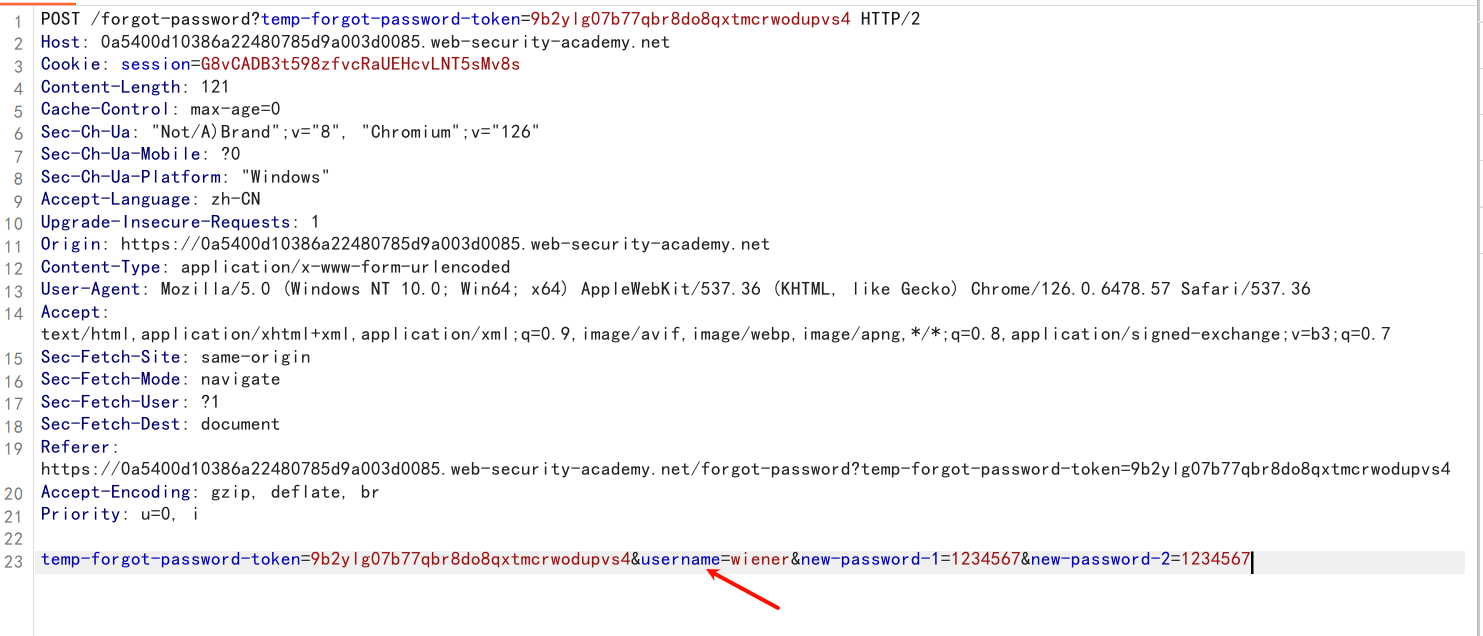 1 POST /forgot-password?temp-forgot-password-token=9b2ylg07b77qbr8do8qxtmcrwodupvs4 HTTP/2
2 Host: 0a5400d10386a22480785d9a003d0085.web-security-academy.net
3 Cookie: session=G8vCADB3t598zfvcRaUEHcvLNT5sMv8s
4 Content-Length: 121
5 Cache-Control: max-age=0
6 Sec-Ch-Ua: "Not/A)Brand";v="8", "Chromium";v="126"
7 Sec-Ch-Ua-Mobile: ?0
8 Sec-Ch-Ua-Platform: "Windows"
9 Accept-Language: zh-CN
10 Upgrade-Insecure-Requests: 1
11 Origin: https://0a5400d10386a22480785d9a003d0085.web-security-academy.net
12 Content-Type: application/x-www-form-urlencoded
13 User-Agent: Mozilla/5.0 (Windows NT 10.0; Win64; x64) AppleWebKit/537.36 (KHTML, like Gecko) Chrome/126.0.6478.57 Safari/537.36
14 Accept:
text/html,application/xhtml+xml,application/xml;q=0.9,image/avif,image/webp,image/apng,*/*;q=0.8,application/signed-exchange;v=b3;q=0.7
15 Sec-Fetch-Site: same-origin
16 Sec-Fetch-Mode: navigate
17 Sec-Fetch-User: ?1
18 Sec-Fetch-Dest: document
19 Referer:
https://0a5400d10386a22480785d9a003d0085.web-security-academy.net/forgot-password?temp-forgot-password-token=9b2ylg07b77qbr8do8qxtmcrwodupvs4
20 Accept-Encoding: gzip, deflate, br
21 Priority: u=0, i
22
23 temp-forgot-password-token=9b2ylg07b77qbr8do8qxtmcrwodupvs4&username=wiener&new-password-1=1234567&new-password-2=1234567